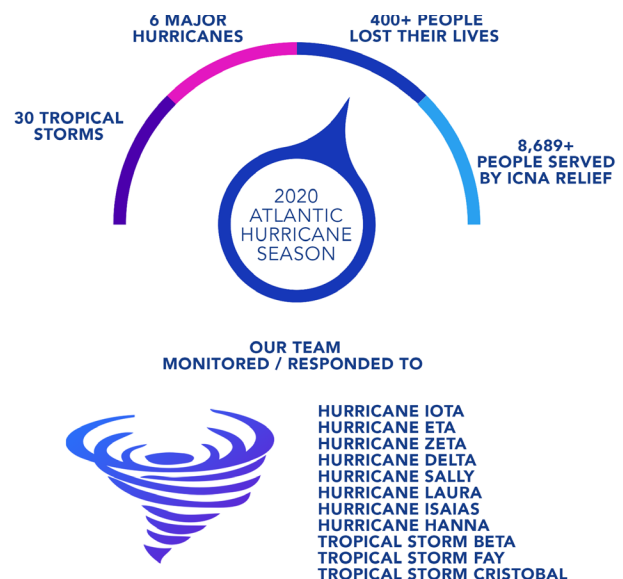 6 MAJOR
HURRICANES
400+ PEOPLE
LOST THEIR LIVES
30 TROPICAL
STORMS
8,689+
PEOPLE SERVED
BY ICNA RELIEF
2020
ATLANTIC
HURRICANE
SEASON
OUR TEAM
MONITORED / RESPONDED TO
HURRICANE IOTA
HURRICANE ETA
HURRICANE ZETA
HURRICANE DELTA
HURRICANE SALLY
HURRICANE LAURA
HURRICANE ISAIAS
HURRICANE HANNA
TROPICAL STORM BETA
TROPICAL STORM FAY
TROPICAL STORM CRISTOBAL